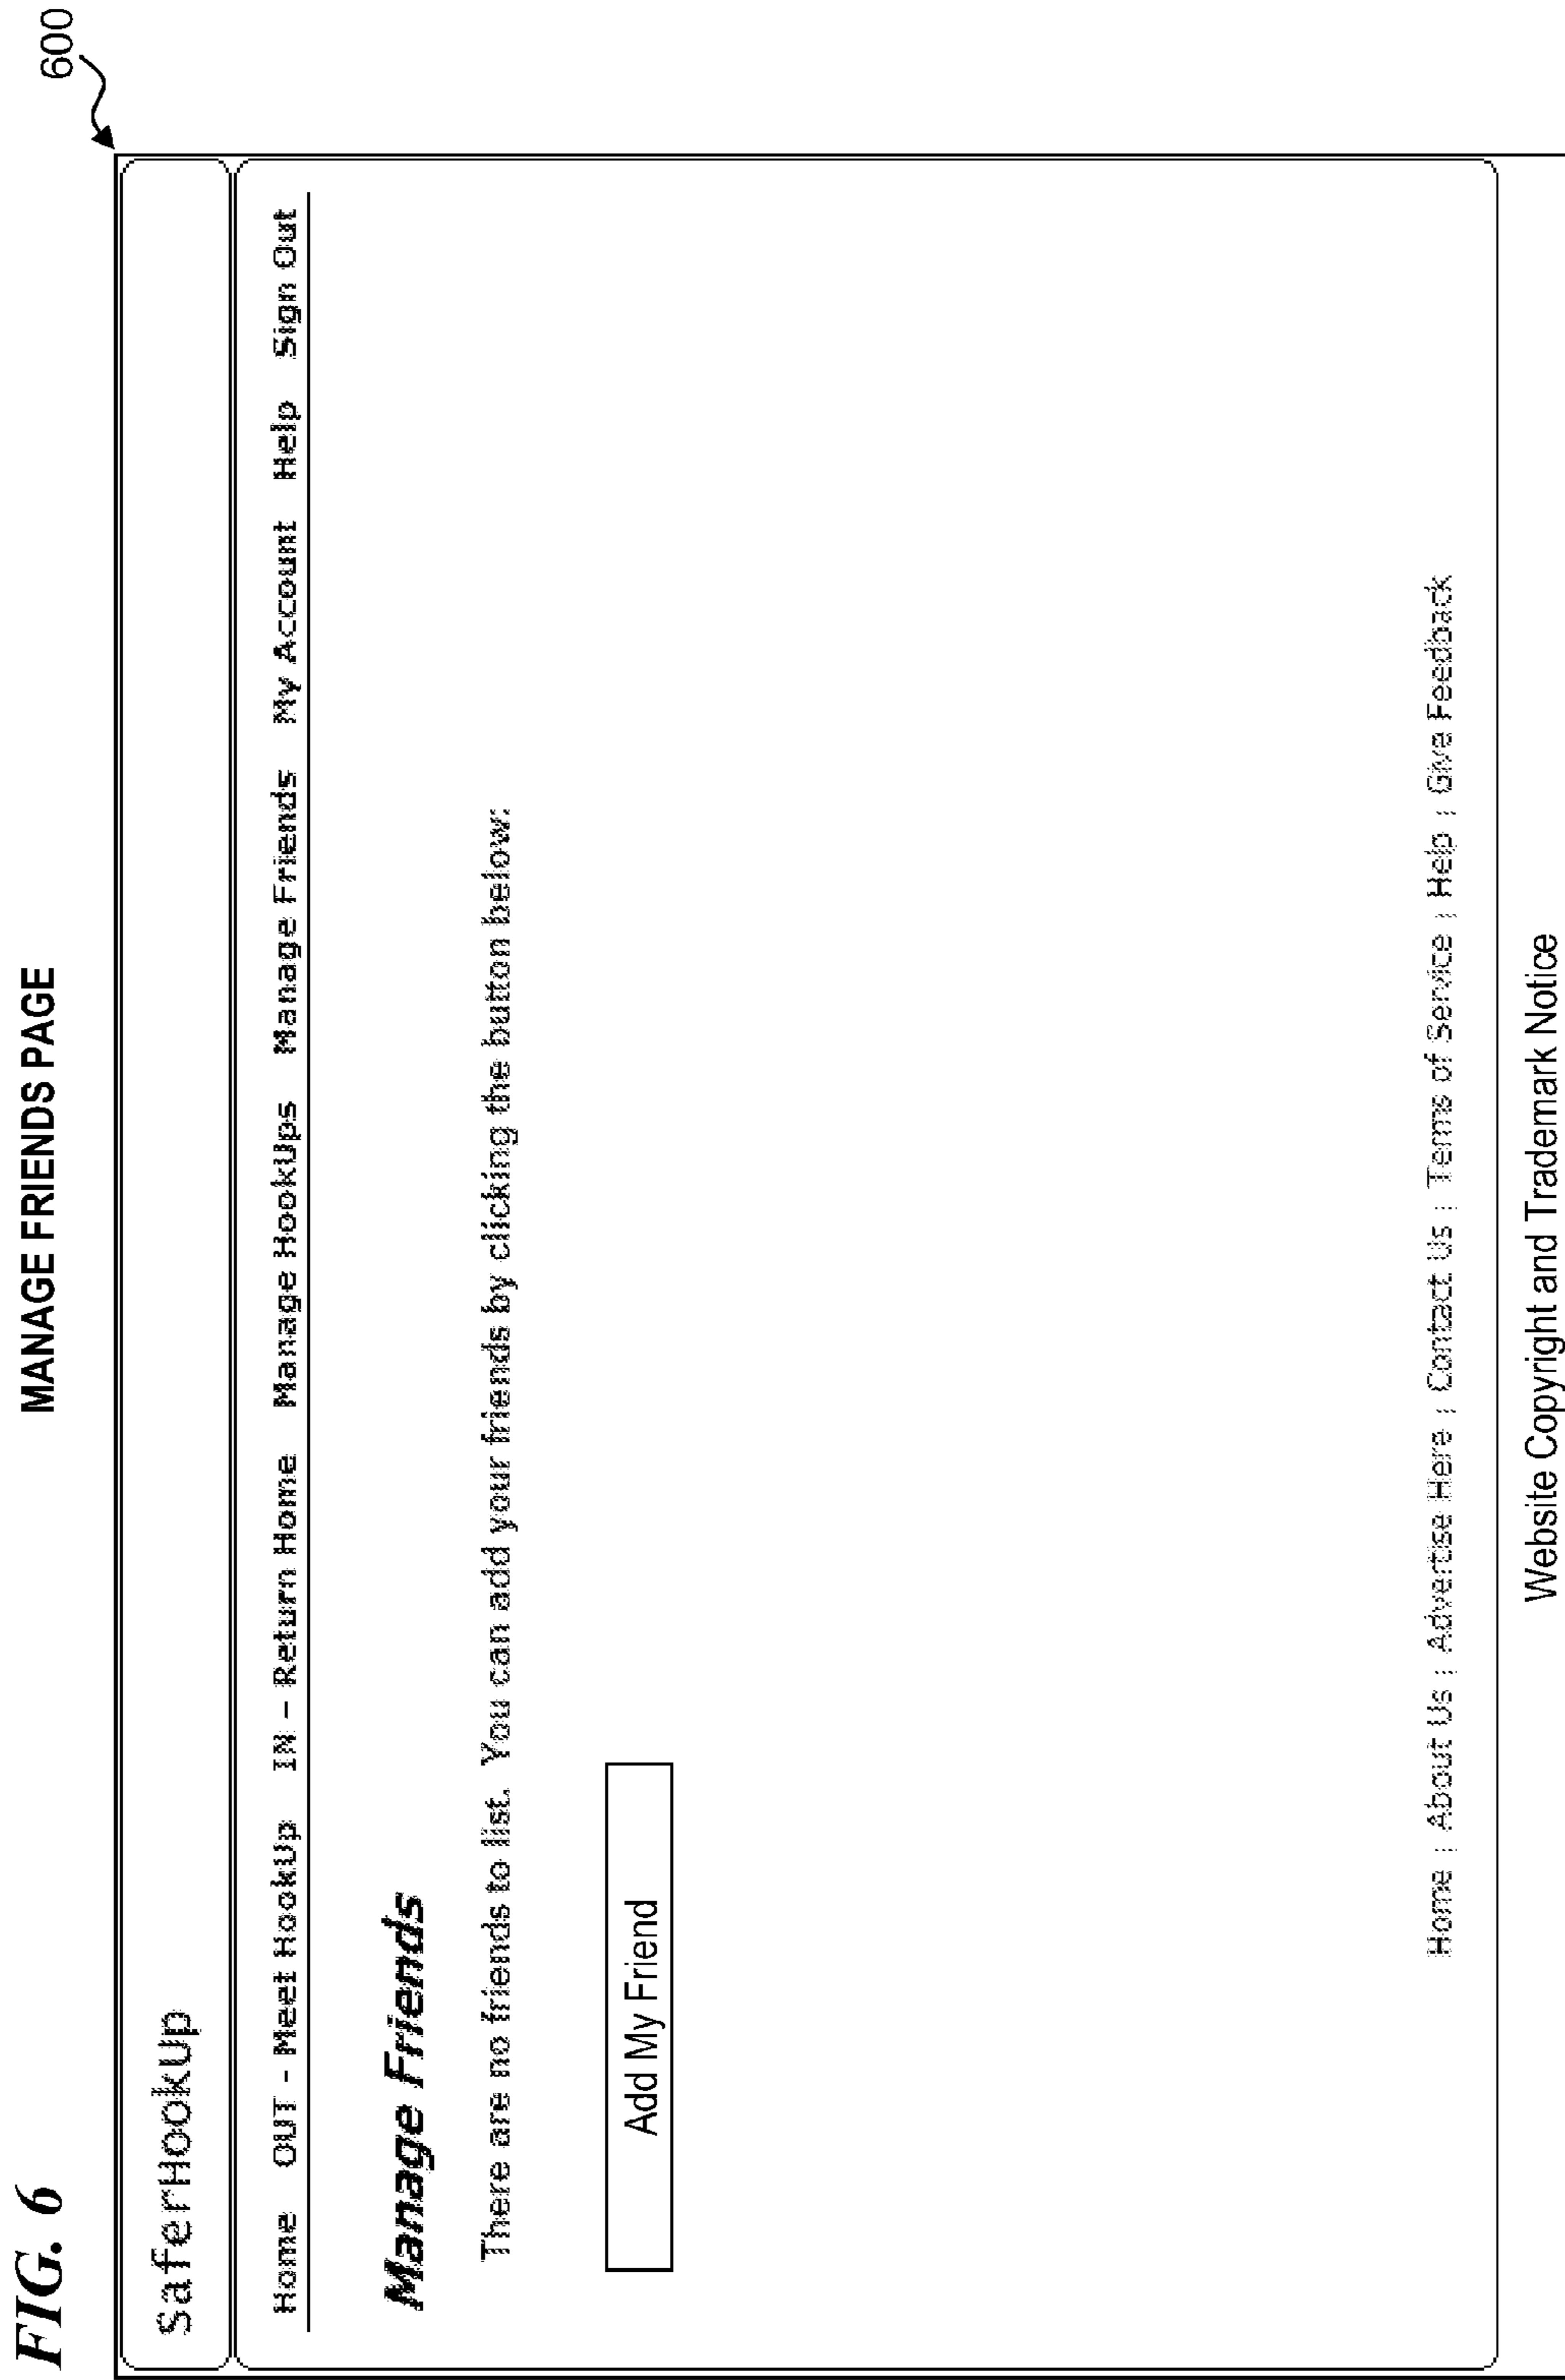 FIG. 6
MANAGE FRIENDS PAGE
600
SaferHookUp
Home OUT - Meet HookUp IN – Return Home Manage HookUps Manage Friends My Account Help Sign Out
Manage Friends
There are no friends to list. You can add your friends by clicking the button below.
Add My Friend
Home ¦ About Us ¦ Advertise Here ¦ Contact Us ¦ Terms of Service ¦ Help ¦ Give Feedback
Website Copyright and Trademark Notice